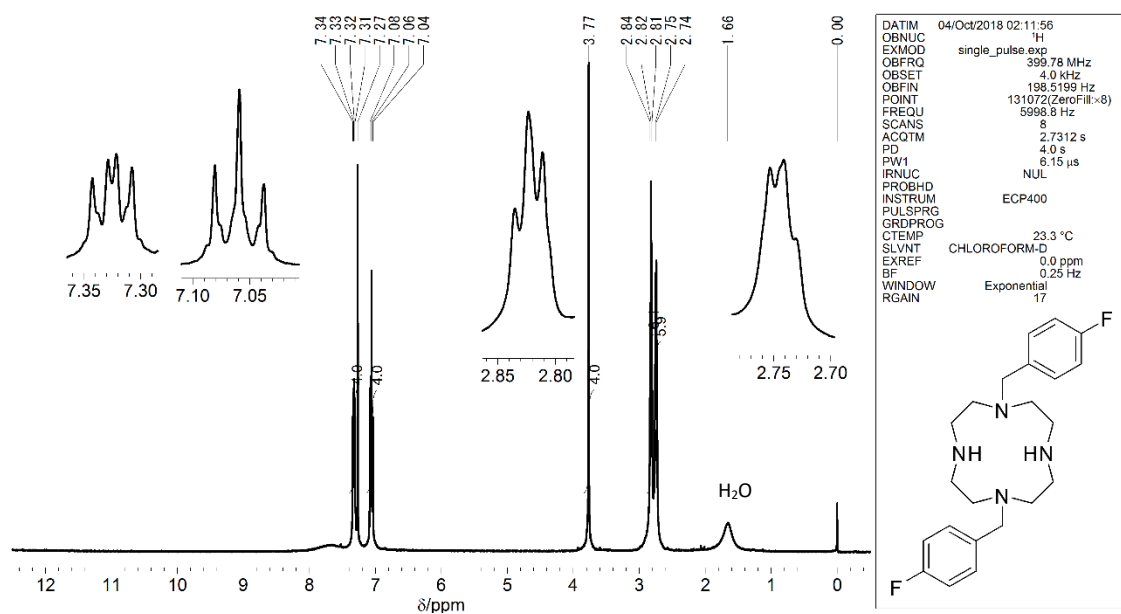 7.34
7.33
7.32
7.31
7.27
7.08
7.06
7.04
3.77
2.84
2.82
2.81
2.75
2.74
1.66
0.00
7.35 7.30
7.10 7.05
2.85 2.80
2.75 2.70
4.0
4.0
4.0
5.9
H₂O
12 11 10 9 8 7 6 5 4 3 2 1 0
δ/ppm
DATIM 04/Oct/2018 02:11:56
OBNUC 1H
EXMOD single_pulse.exp
OBFRQ 399.78 MHz
OBSET 4.0 kHz
OBFIN 198.5199 Hz
POINT 131072(ZeroFill:×8)
FREQU 5998.8 Hz
SCANS 8
ACQTM 2.7312 s
PD 4.0 s
PW1 6.15 μs
IRNUC NUL
PROBHD
INSTRUM ECP400
PULSPRG
GRDPROG
CTEMP 23.3 °C
SLVNT CHLOROFORM-D
EXREF 0.0 ppm
BF 0.25 Hz
WINDOW Exponential
RGAIN 17
F
N
NH HN
N
F